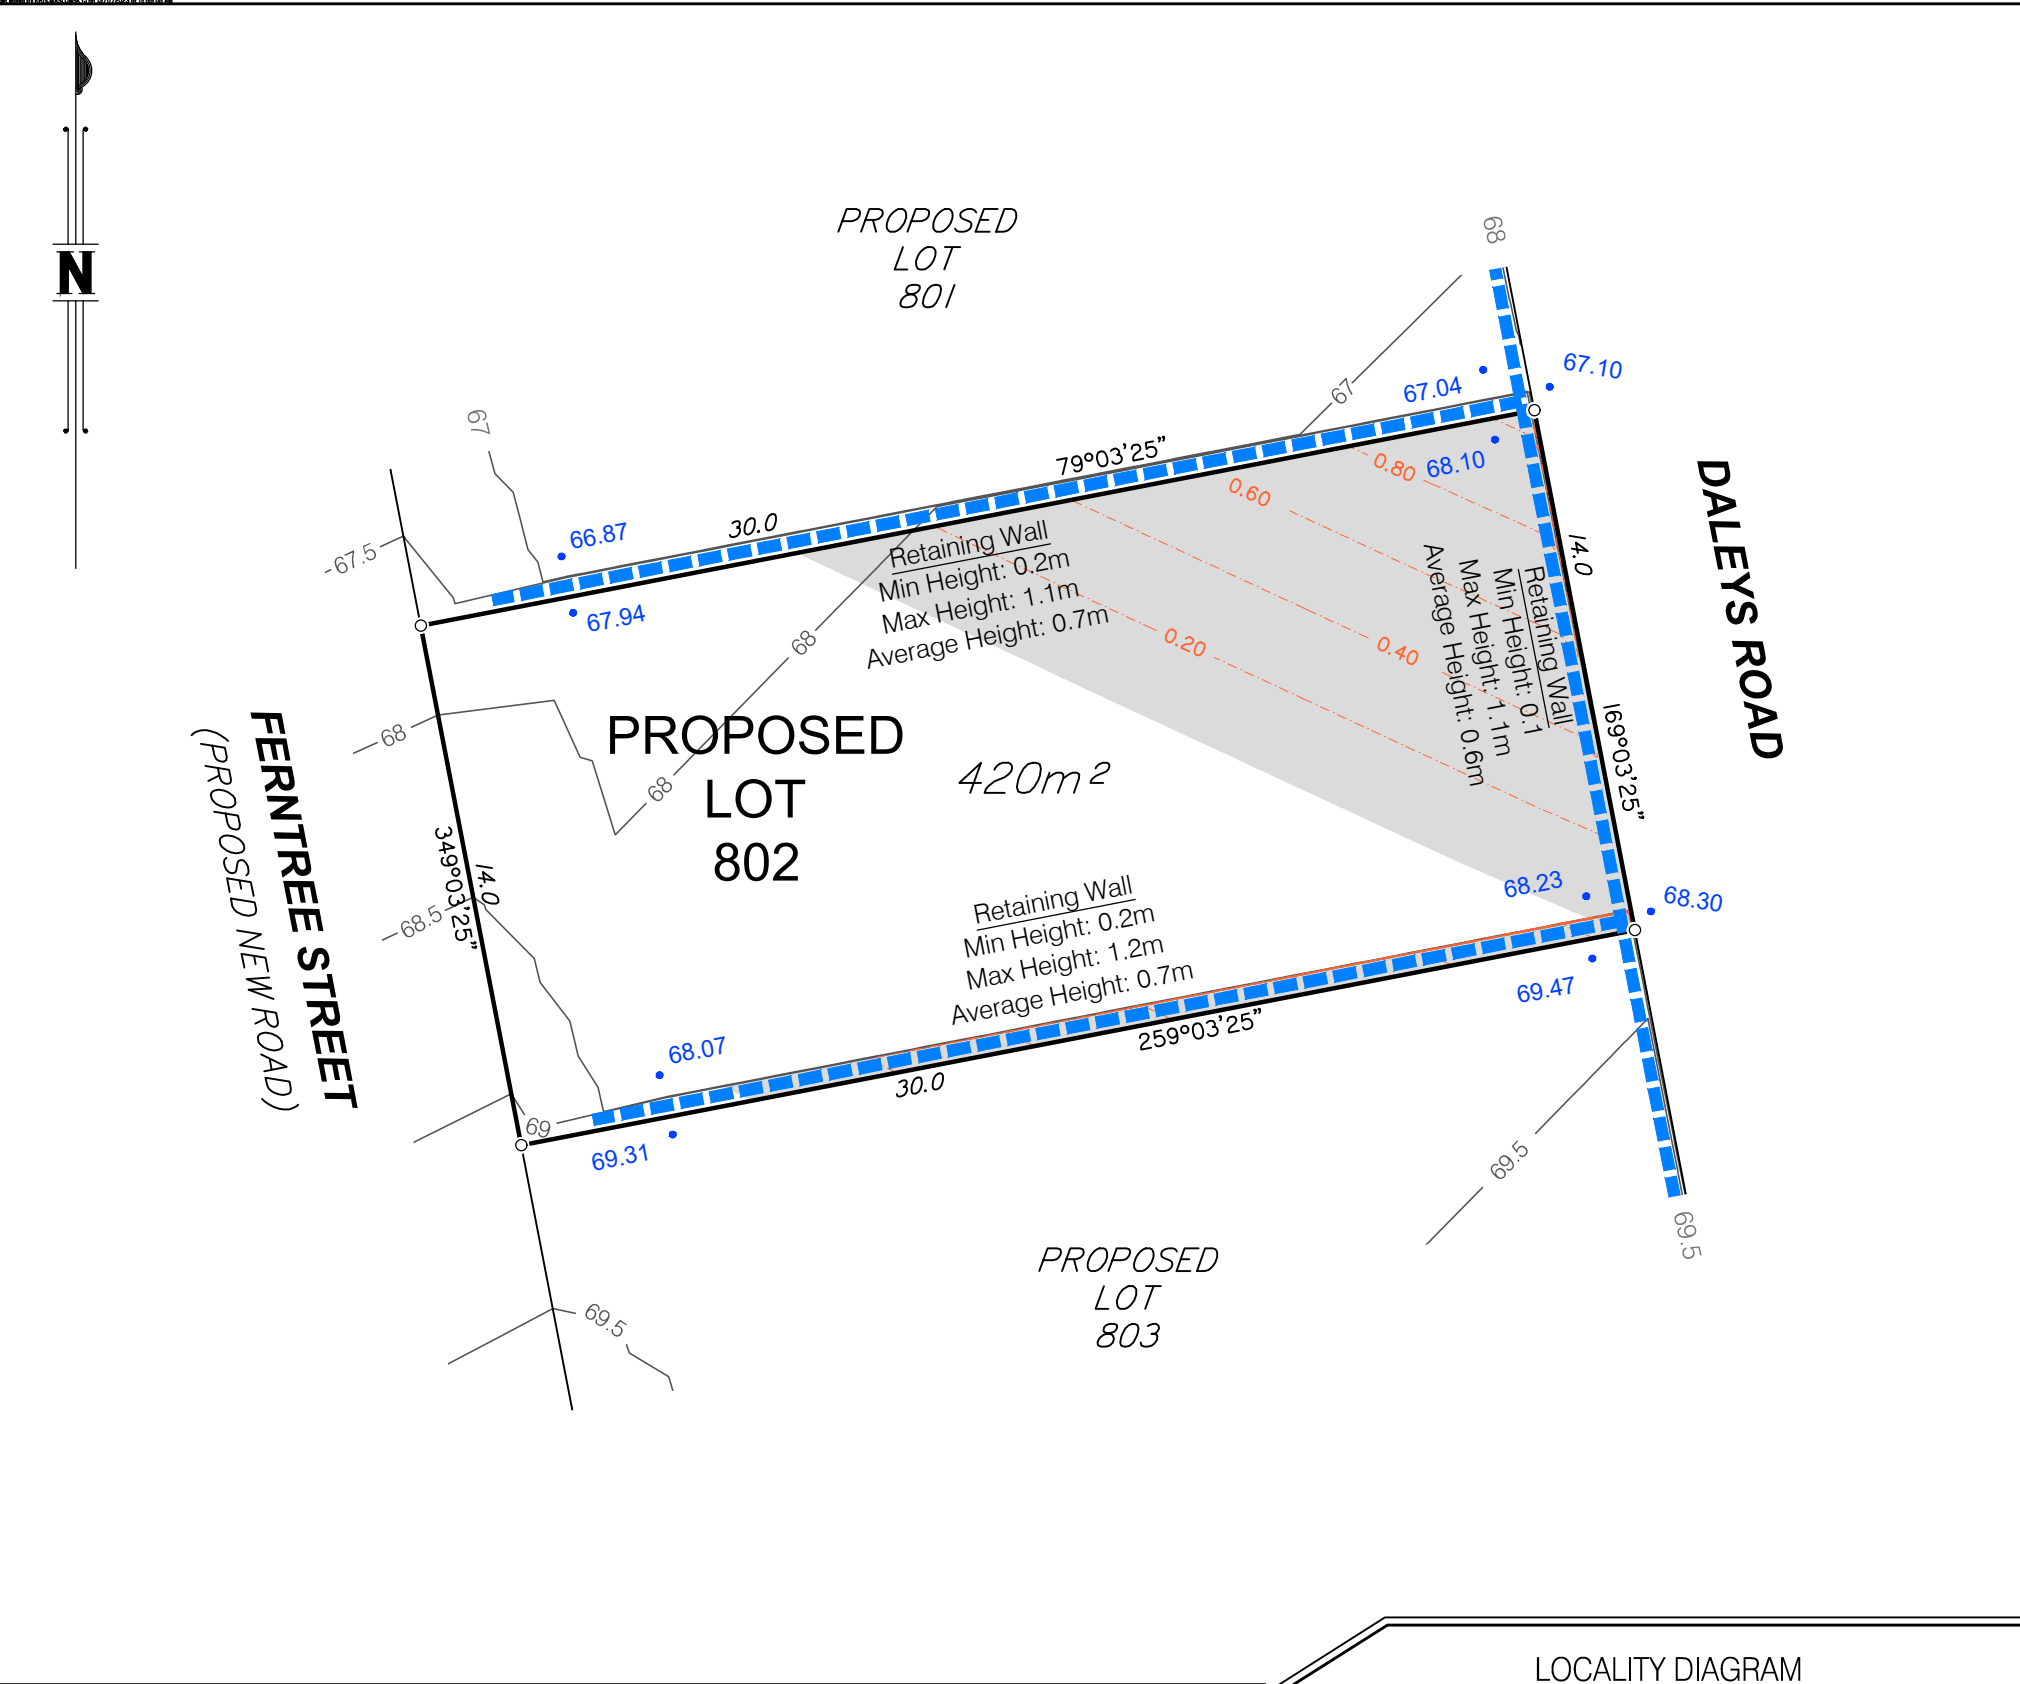 N
PROPOSED
LOT
801
68
67
67.04
67.10
79°03'25"
30.0
67
67.5
66.87
67.94
68.10
0.80
0.60
0.40
0.20
Retaining Wall
Min Height: 0.2m
Max Height: 1.1m
Average Height: 0.7m
14.0
Retaining Wall
Min Height: 0.1
Max Height: 1.1m
Average Height: 0.6m
169°03'25"
DALEYS ROAD
68
68
68
PROPOSED
LOT
802
420m²
FERNTREE STREET
(PROPOSED NEW ROAD)
349°03'25"
14.0
68.5
68.23
68.30
Retaining Wall
Min Height: 0.2m
Max Height: 1.2m
Average Height: 0.7m
69.47
259°03'25"
30.0
68.07
69
69.31
69.5
69.5
69.5
PROPOSED
LOT
803
LOCALITY DIAGRAM